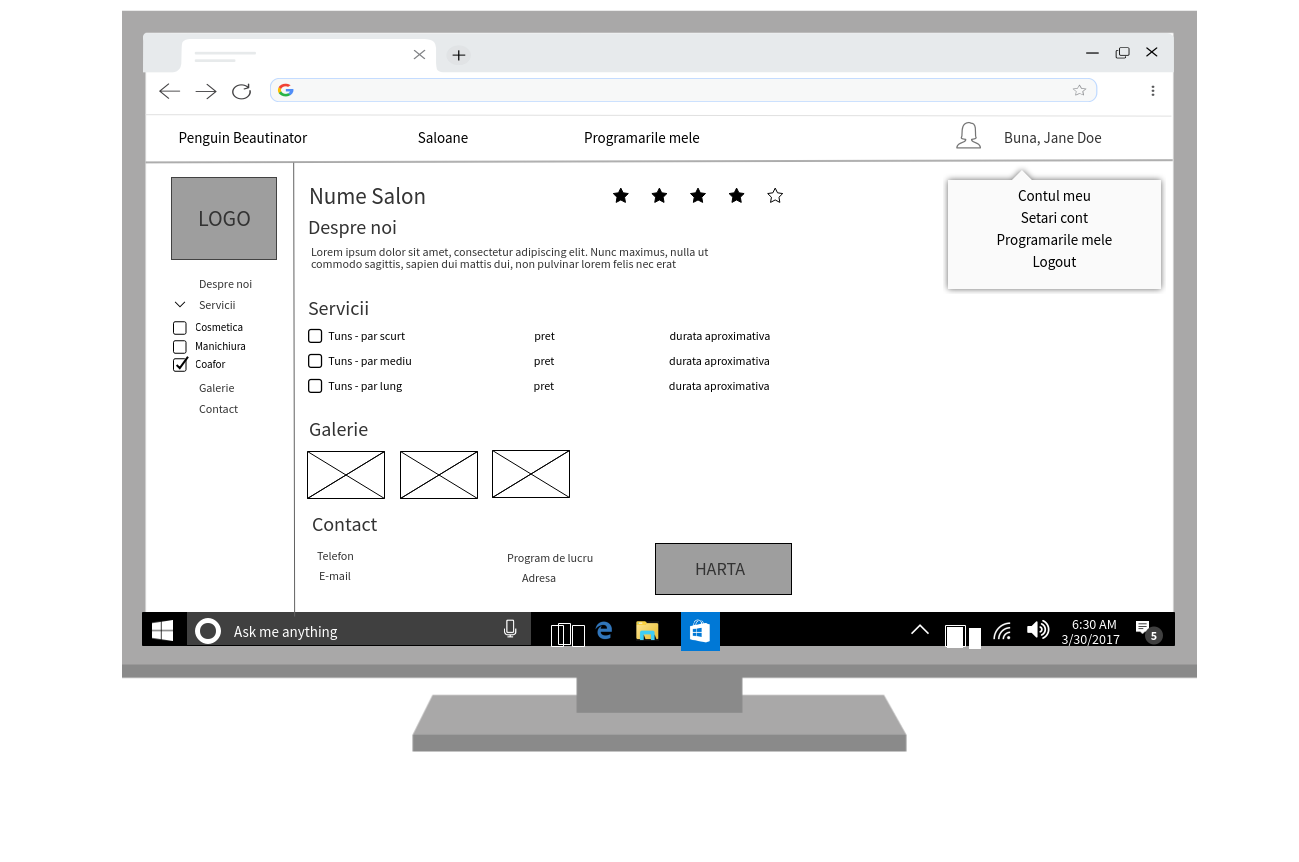 Penguin Beautinator Saloane Programarile mele Buna, Jane Doe
Contul meu
Setari cont
Programarile mele
Logout
LOGO
Despre noi
Servicii
Cosmetica
Manichiura
Coafor
Galerie
Contact
Nume Salon
Despre noi
Lorem ipsum dolor sit amet, consectetur adipiscing elit. Nunc maximus, nulla ut
commodo sagittis, sapien dui mattis dui, non pulvinar lorem felis nec erat
Servicii
Tuns - par scurt pret durata aproximativa
Tuns - par mediu pret durata aproximativa
Tuns - par lung pret durata aproximativa
Galerie
Contact
Telefon
E-mail
Program de lucru
Adresa
HARTA
Ask me anything
6:30 AM
3/30/2017
5